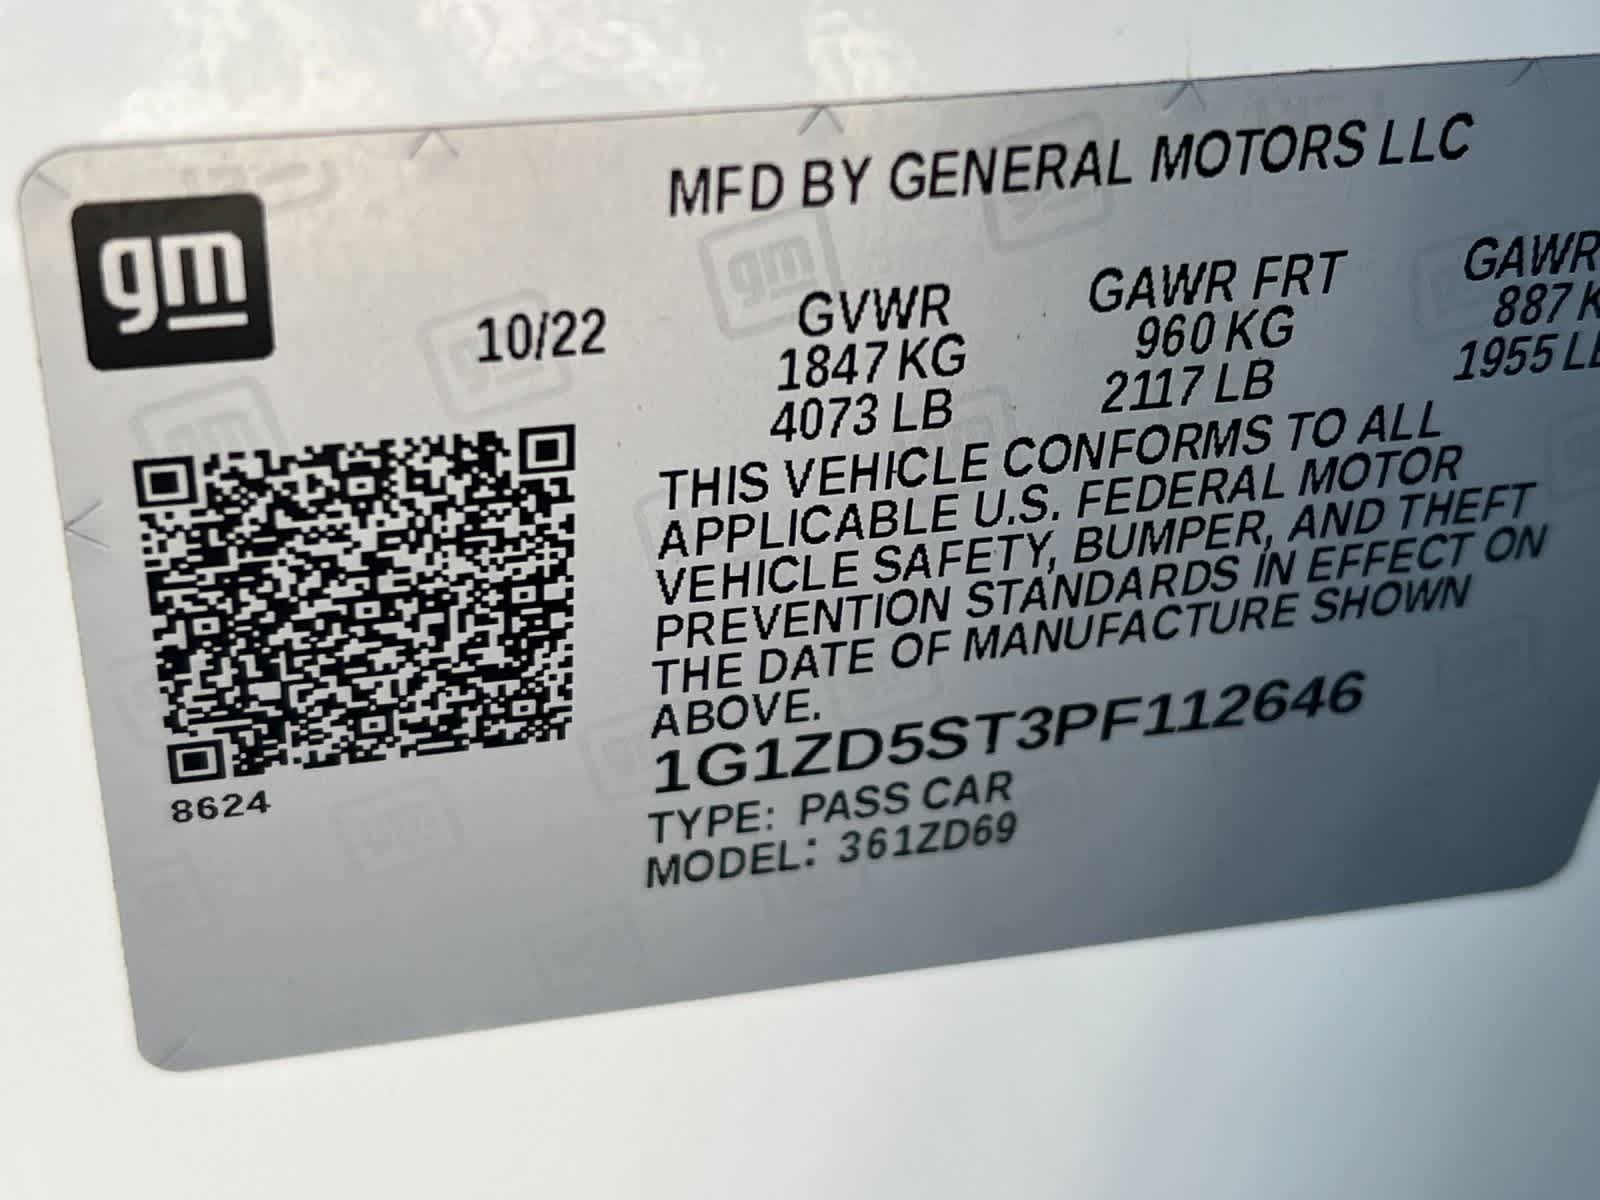 gm
MFD BY GENERAL MOTORS LLC
10/22
GVWR GAWR FRT GAWR
1847 KG 960 KG 887 K
4073 LB 2117 LB 1955 LB
THIS VEHICLE CONFORMS TO ALL
APPLICABLE U.S. FEDERAL MOTOR
VEHICLE SAFETY, BUMPER, AND THEFT
PREVENTION STANDARDS IN EFFECT ON
THE DATE OF MANUFACTURE SHOWN
ABOVE.
1G1ZD5ST3PF112646
TYPE: PASS CAR
MODEL: 361ZD69
8624